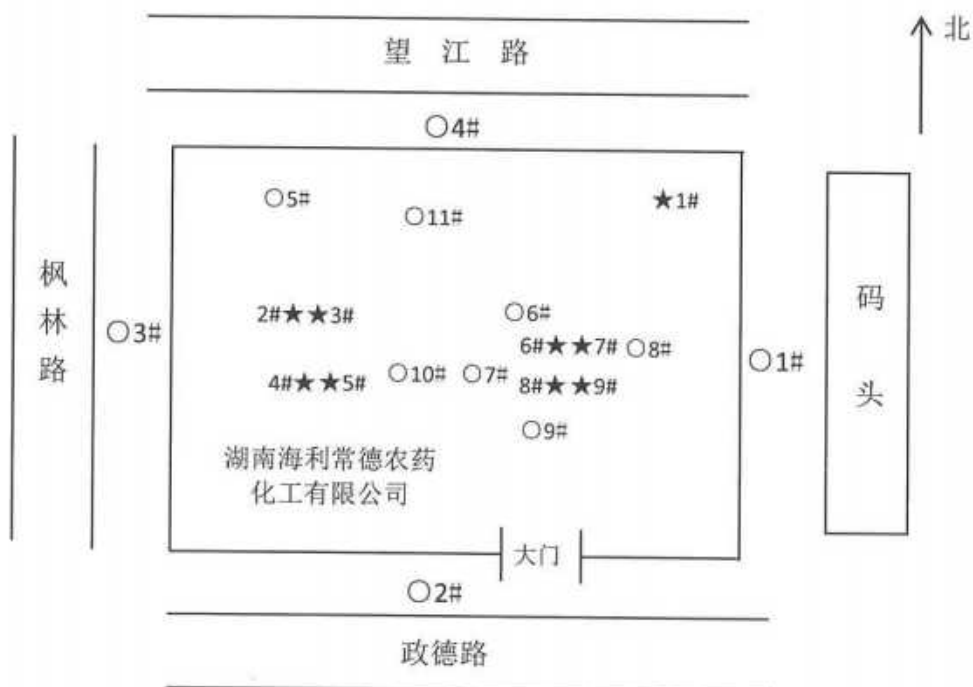 北
望江路
○4#
○5#
★1#
○11#
枫林路
码头
2#★★3#
○6#
○3#
6#★★7#
○8#
○1#
4#★★5#
○10#
○7#
8#★★9#
○9#
湖南海利常德农药
化工有限公司
大门
○2#
政德路